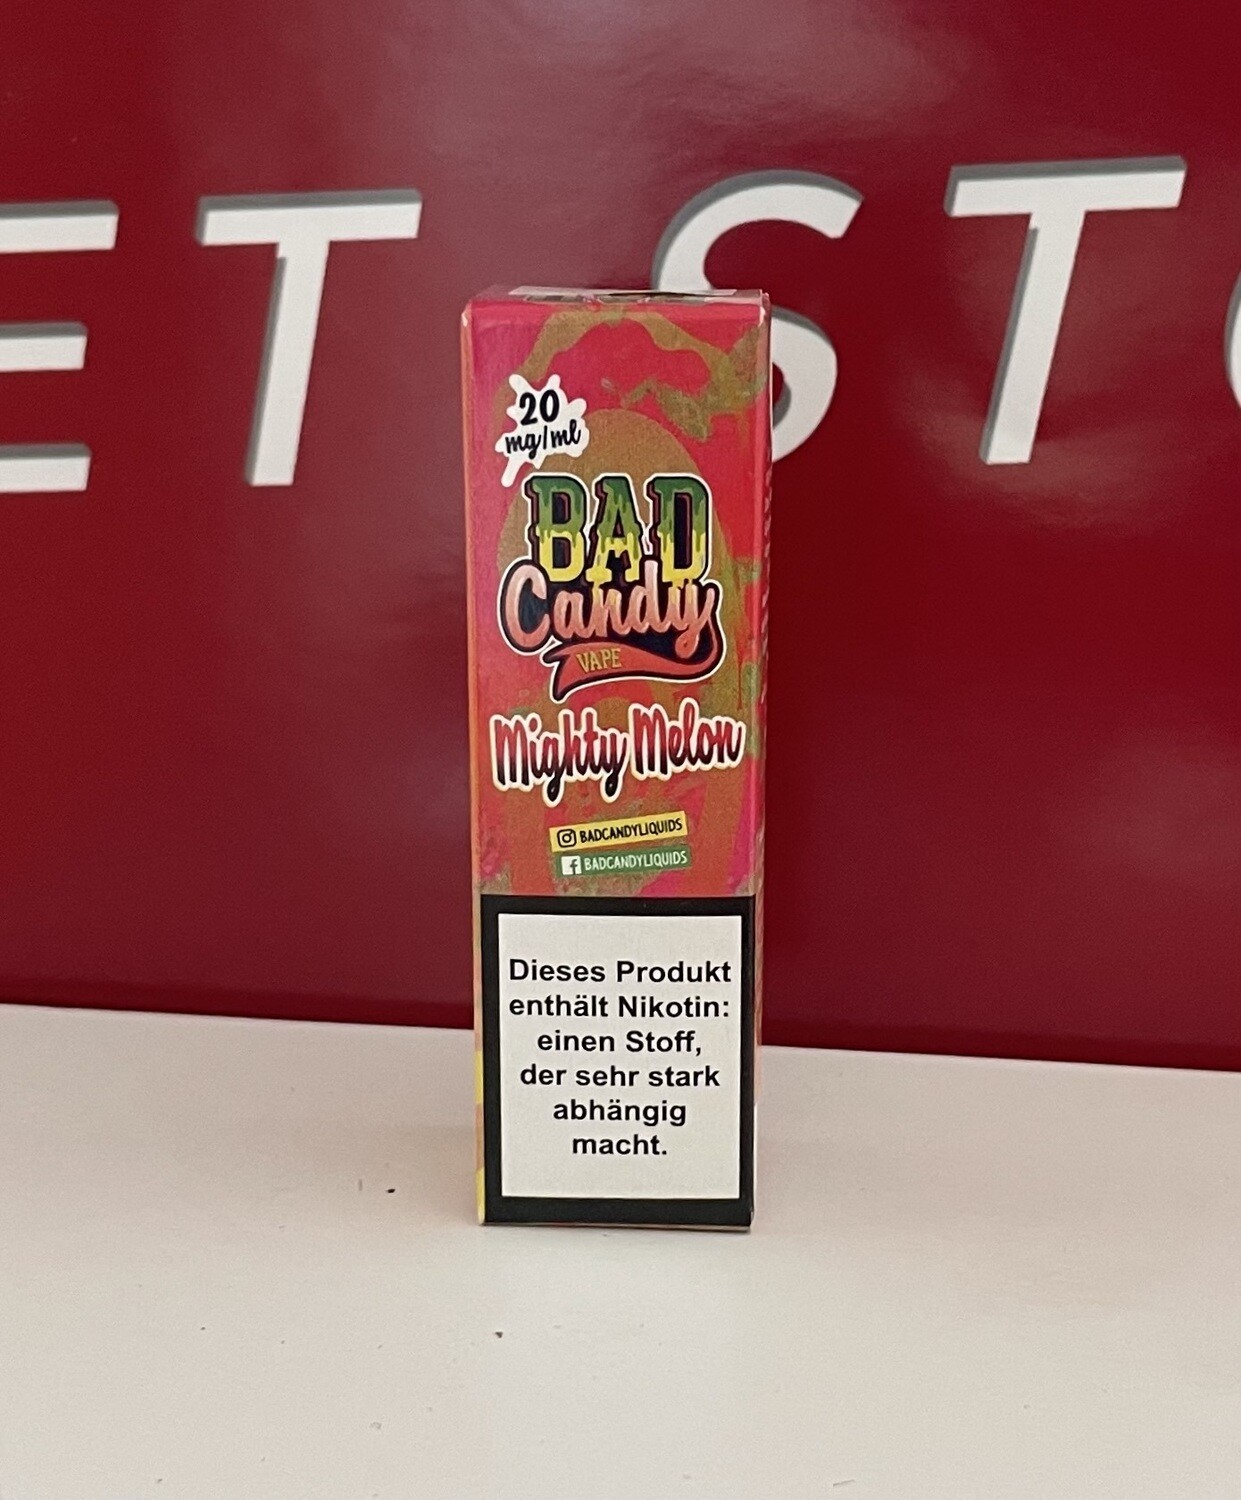 ET STO
20
mg/ml
BAD
Candy
VAPE
Mighty Melon
BADCANDYLIQUIDS
BADCANDYLIQUIDS
Dieses Produkt
enthält Nikotin:
einen Stoff,
der sehr stark
abhängig
macht.